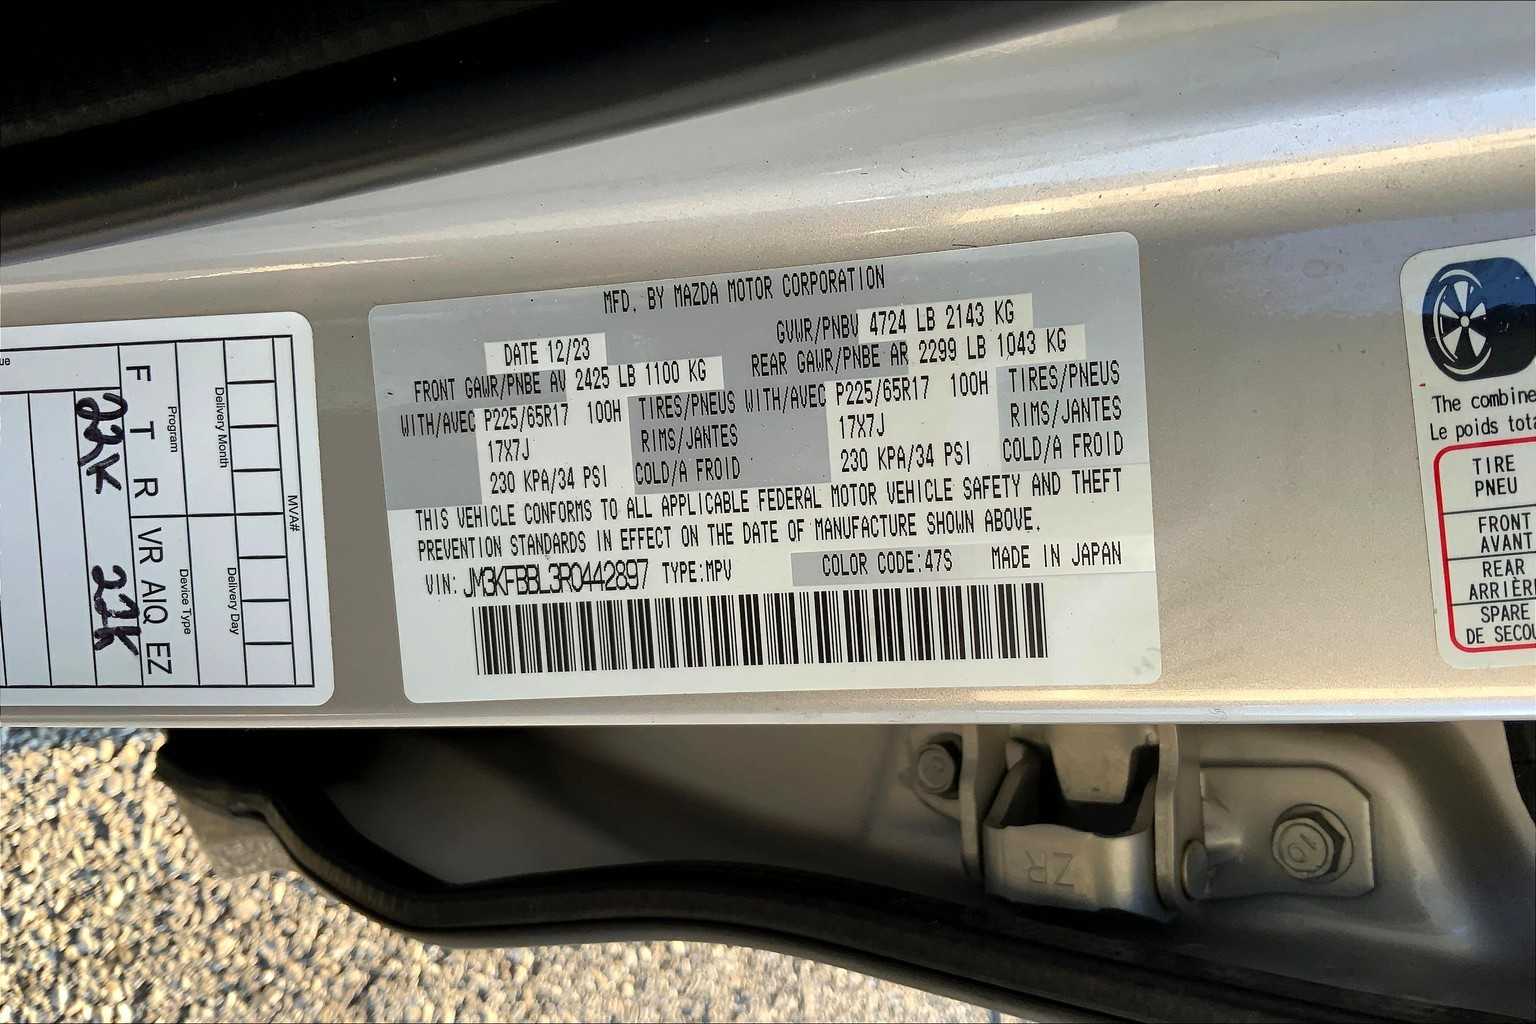 MFD. BY MAZDA MOTOR CORPORATION
DATE 12/23
GVWR/PNBV 4724 LB 2143 KG
FRONT GAWR/PNBE AV 2425 LB 1100 KG
REAR GAWR/PNBE AR 2299 LB 1043 KG
WITH/AVEC P225/65R17 100H TIRES/PNEUS
17X7J RIMS/JANTES
230 KPA/34 PSI COLD/A FROID
WITH/AVEC P225/65R17 100H TIRES/PNEUS
17X7J RIMS/JANTES
230 KPA/34 PSI COLD/A FROID
THIS VEHICLE CONFORMS TO ALL APPLICABLE FEDERAL MOTOR VEHICLE SAFETY AND THEFT
PREVENTION STANDARDS IN EFFECT ON THE DATE OF MANUFACTURE SHOWN ABOVE.
VIN: JM3KFBBL3R0442897 TYPE:MPV COLOR CODE:47S MADE IN JAPAN
MVA#
Delivery Month
Delivery Day
Program
Device Type
F T R VR AIQ EZ
22K
The combine
Le poids tota
TIRE
PNEU
FRONT
AVANT
REAR
ARRIÈR
SPARE
DE SECOU
ZR
10